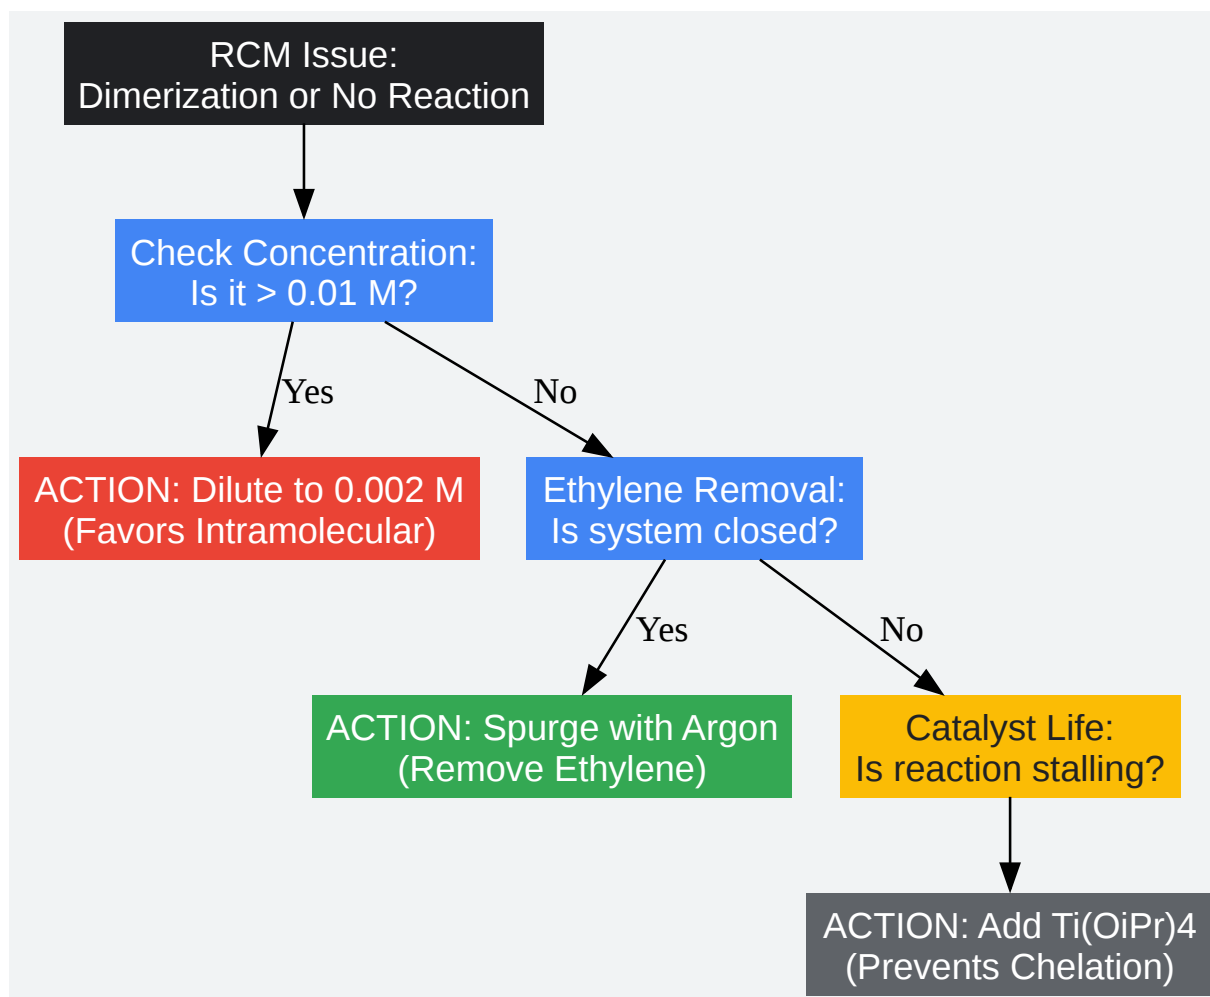 RCM Issue:
Dimerization or No Reaction
Check Concentration:
Is it > 0.01 M?
Yes
No
ACTION: Dilute to 0.002 M
(Favors Intramolecular)
Ethylene Removal:
Is system closed?
Yes
No
ACTION: Spurge with Argon
(Remove Ethylene)
Catalyst Life:
Is reaction stalling?
ACTION: Add Ti(OiPr)4
(Prevents Chelation)